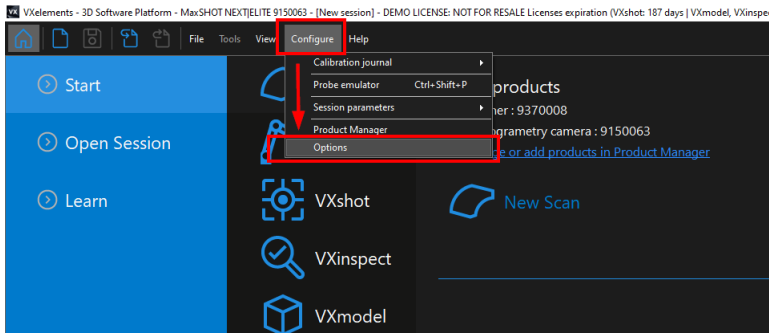 VXelements - 3D Software Platform - MaxSHOT NEXT|ELITE 9150063 - [New session] - DEMO LICENSE: NOT FOR RESALE Licenses expiration (VXshot: 187 days | VXmodel, VXinspec
File Tools View Configure Help
Calibration journal
Probe emulator Ctrl+Shift+P
Session parameters
Product Manager
Options
Start
Open Session
Learn
VXshot
VXinspect
VXmodel
products
ner : 9370008
ogrametry camera : 9150063
e or add products in Product Manager
New Scan